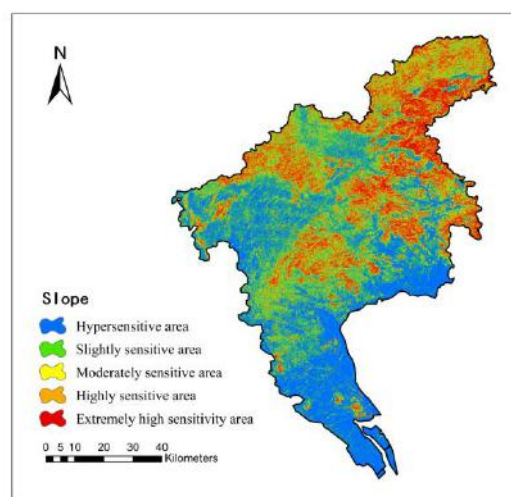 N
Slope
Hypersensitive area
Slightly sensitive area
Moderately sensitive area
Highly sensitive area
Extremely high sensitivity area
0 5 10 20 30 40
Kilometers